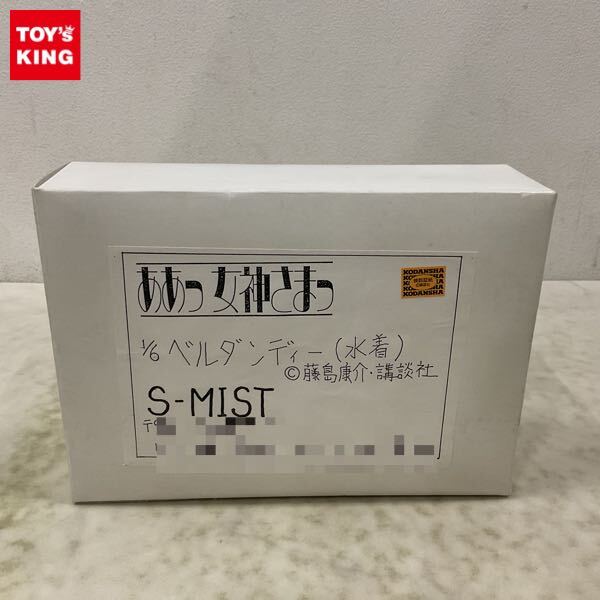 TOY's
KING
ああっ女神さまっ
KODANSHA
KODANSHA
1/6 ベルダンディー(水着)
©藤島康介・講談社
S-MIST
〒